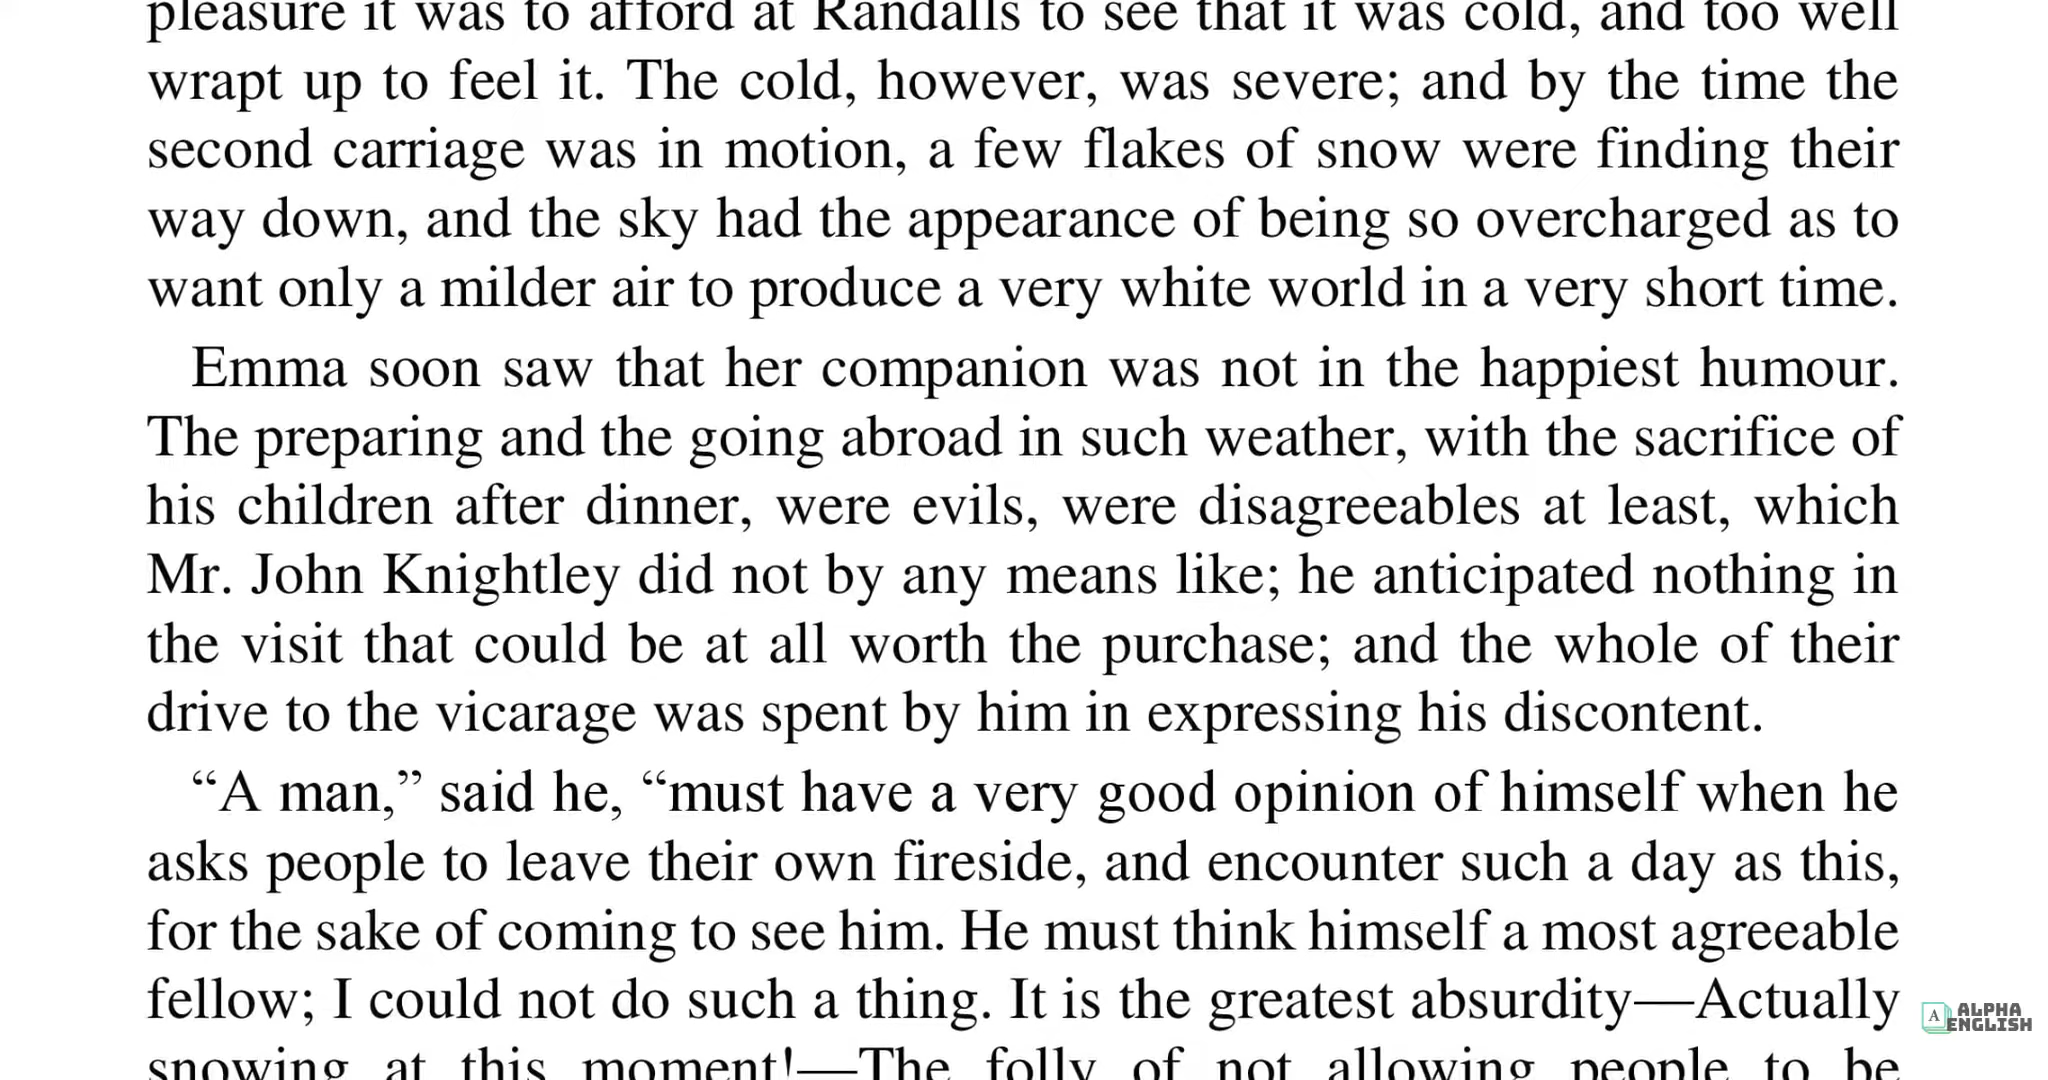 pleasure it was to afford at Randalls to see that it was cold, and too well
wrapt up to feel it. The cold, however, was severe; and by the time the
second carriage was in motion, a few flakes of snow were finding their
way down, and the sky had the appearance of being so overcharged as to
want only a milder air to produce a very white world in a very short time.
Emma soon saw that her companion was not in the happiest humour.
The preparing and the going abroad in such weather, with the sacrifice of
his children after dinner, were evils, were disagreeables at least, which
Mr. John Knightley did not by any means like; he anticipated nothing in
the visit that could be at all worth the purchase; and the whole of their
drive to the vicarage was spent by him in expressing his discontent.
“A man,” said he, “must have a very good opinion of himself when he
asks people to leave their own fireside, and encounter such a day as this,
for the sake of coming to see him. He must think himself a most agreeable
fellow; I could not do such a thing. It is the greatest absurdity—Actually
snowing at this moment!—The folly of not allowing people to be
A ALPHA
ENGLISH